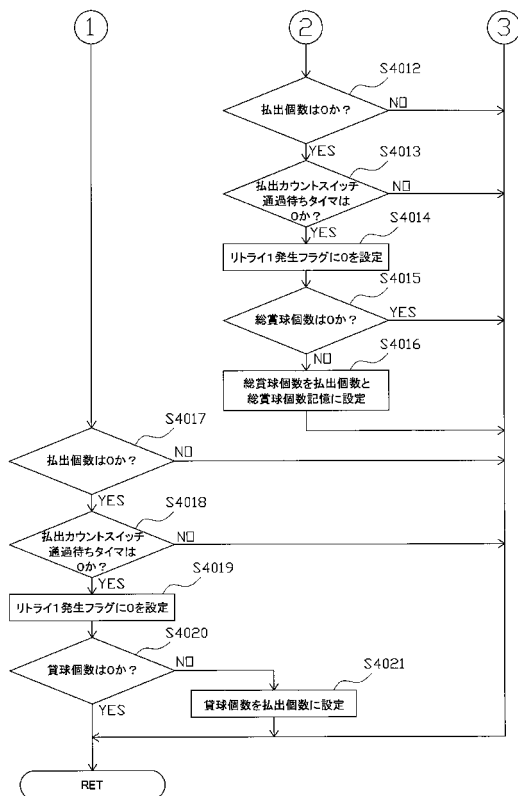 1
2
3
S4012
払出個数は0か?
NO
YES
S4013
払出カウントスイッチ
通過待ちタイマは
0か?
NO
YES
S4014
リトライ1発生フラグに0を設定
S4015
総賞球個数は0か?
YES
NO
S4016
総賞球個数を払出個数と
総賞球個数記憶に設定
S4017
払出個数は0か?
NO
YES
S4018
払出カウントスイッチ
通過待ちタイマは
0か?
NO
YES
S4019
リトライ1発生フラグに0を設定
S4020
貸球個数は0か?
NO
YES
S4021
貸球個数を払出個数に設定
RET